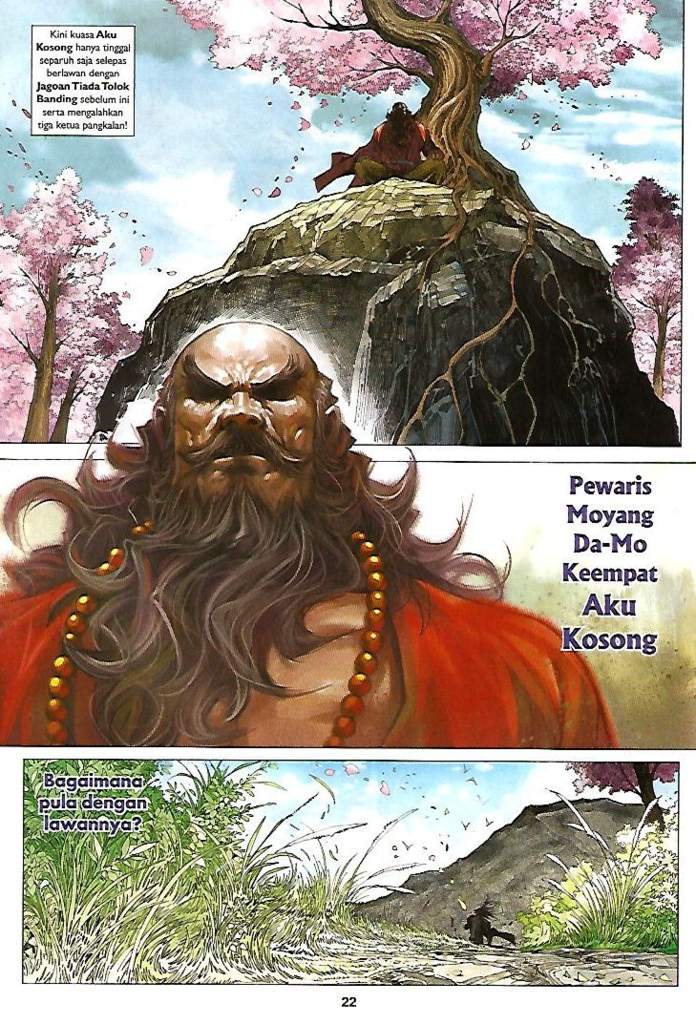 Kini kuasa Aku
Kosong hanya tinggal
separuh saja selepas
berlawan dengan
Jagoan Tiada Tolok
Banding sebelum ini
serta mengalahkan
tiga ketua pangkalan!
Pewaris
Moyang
Da-Mo
Keempat
Aku
Kosong
Bagaimana
pula dengan
lawannya?
22